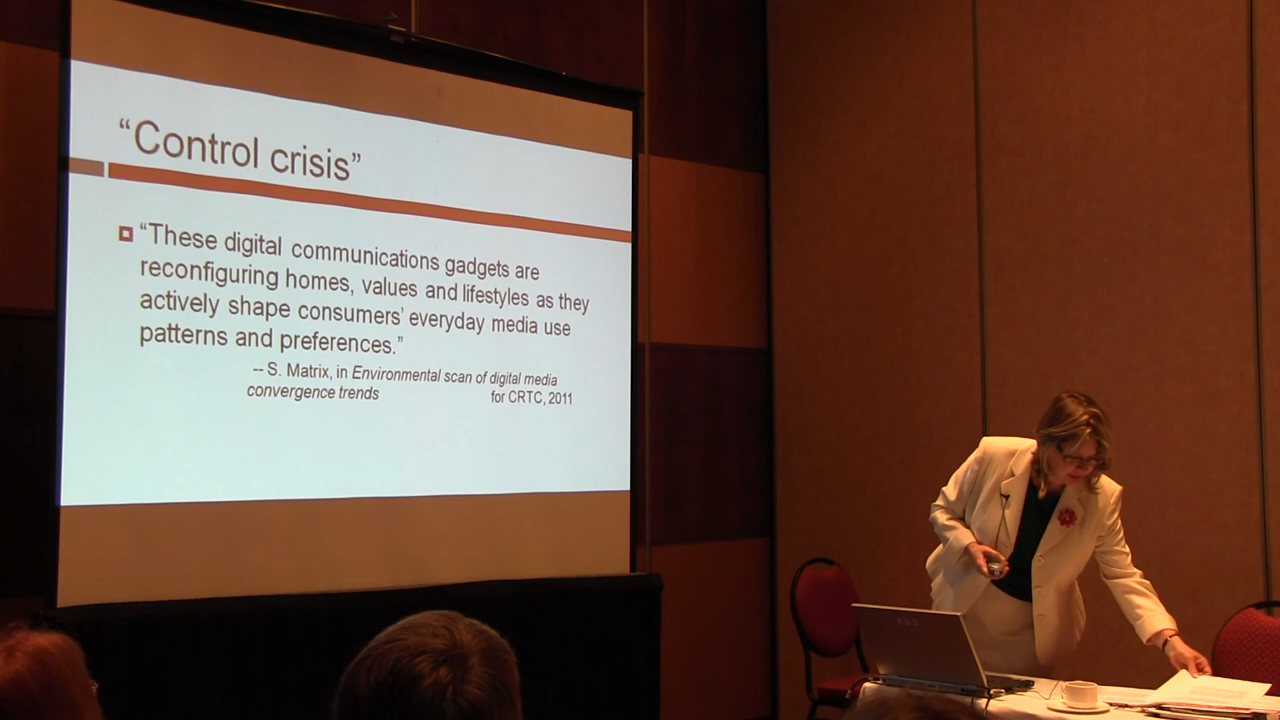 “Control crisis”
“These digital communications gadgets are
reconfiguring homes, values and lifestyles as they
actively shape consumers’ everyday media use
patterns and preferences.”
-- S. Matrix, in Environmental scan of digital media
convergence trends for CRTC, 2011